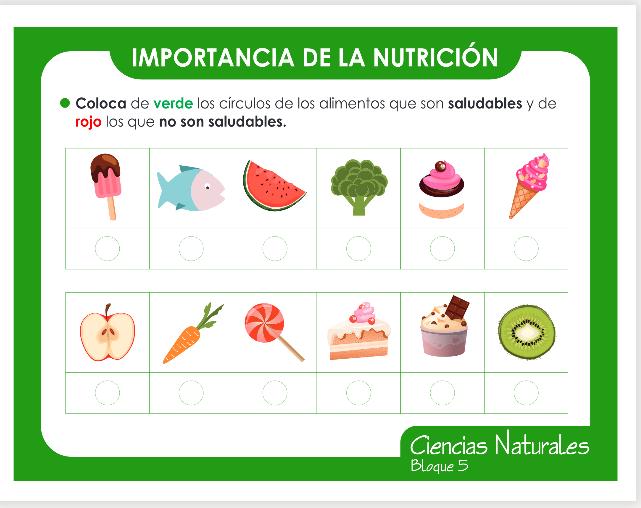 IMPORTANCIA DE LA NUTRICIÓN
Coloca de verde los círculos de los alimentos que son saludables y de
rojo los que no son saludables.
Ciencias Naturales
Bloque 5